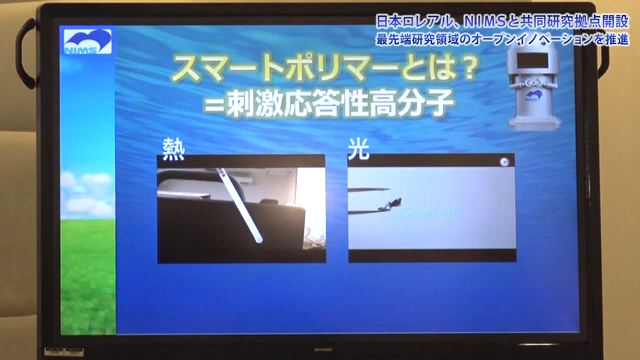 日本ロレアル、NIMSと共同研究拠点開設
最先端研究領域のオープンイノベーションを推進
NIMS
スマートポリマーとは？
＝刺激応答性高分子
熱
光
SHARP